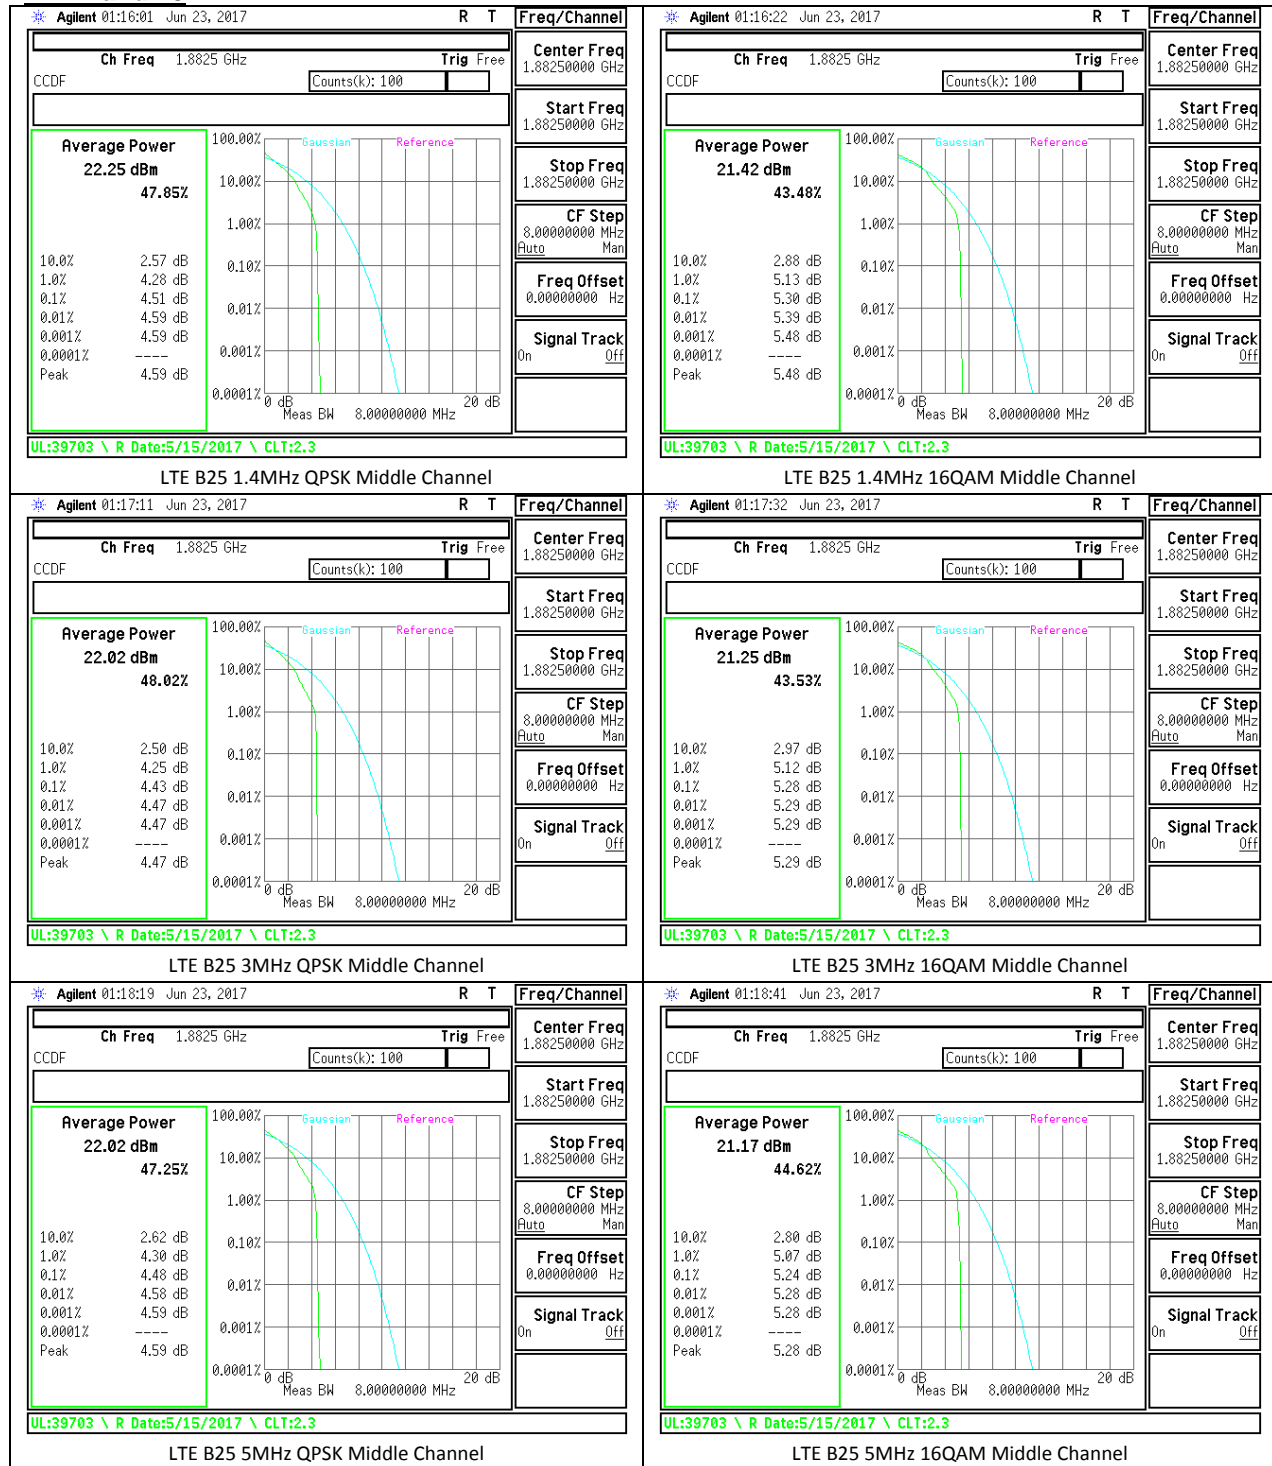 Agilent 01:16:01 Jun 23, 2017 R T Freq/Channel
Ch Freq 1.8825 GHz Trig Free
CCDF Counts(k): 100
Center Freq
1.88250000 GHz
Start Freq
1.88250000 GHz
Stop Freq
1.88250000 GHz
CF Step
8.00000000 MHz
Auto Man
Freq Offset
0.00000000 Hz
Signal Track
On Off
Average Power
22.25 dBm
47.85%
10.0% 2.57 dB
1.0% 4.28 dB
0.1% 4.51 dB
0.01% 4.59 dB
0.001% 4.59 dB
0.0001% ----
Peak 4.59 dB
Gaussian Reference
100.00%
10.00%
1.00%
0.10%
0.01%
0.001%
0.0001%
0 dB 20 dB
Meas BW 8.00000000 MHz
UL:39703 \ R Date:5/15/2017 \ CLT:2.3
LTE B25 1.4MHz QPSK Middle Channel
Agilent 01:16:22 Jun 23, 2017 R T Freq/Channel
Ch Freq 1.8825 GHz Trig Free
CCDF Counts(k): 100
Center Freq
1.88250000 GHz
Start Freq
1.88250000 GHz
Stop Freq
1.88250000 GHz
CF Step
8.00000000 MHz
Auto Man
Freq Offset
0.00000000 Hz
Signal Track
On Off
Average Power
21.42 dBm
43.48%
10.0% 2.88 dB
1.0% 5.13 dB
0.1% 5.30 dB
0.01% 5.39 dB
0.001% 5.48 dB
0.0001% ----
Peak 5.48 dB
Gaussian Reference
100.00%
10.00%
1.00%
0.10%
0.01%
0.001%
0.0001%
0 dB 20 dB
Meas BW 8.00000000 MHz
UL:39703 \ R Date:5/15/2017 \ CLT:2.3
LTE B25 1.4MHz 16QAM Middle Channel
Agilent 01:17:11 Jun 23, 2017 R T Freq/Channel
Ch Freq 1.8825 GHz Trig Free
CCDF Counts(k): 100
Center Freq
1.88250000 GHz
Start Freq
1.88250000 GHz
Stop Freq
1.88250000 GHz
CF Step
8.00000000 MHz
Auto Man
Freq Offset
0.00000000 Hz
Signal Track
On Off
Average Power
22.02 dBm
48.02%
10.0% 2.50 dB
1.0% 4.25 dB
0.1% 4.43 dB
0.01% 4.47 dB
0.001% 4.47 dB
0.0001% ----
Peak 4.47 dB
Gaussian Reference
100.00%
10.00%
1.00%
0.10%
0.01%
0.001%
0.0001%
0 dB 20 dB
Meas BW 8.00000000 MHz
UL:39703 \ R Date:5/15/2017 \ CLT:2.3
LTE B25 3MHz QPSK Middle Channel
Agilent 01:17:32 Jun 23, 2017 R T Freq/Channel
Ch Freq 1.8825 GHz Trig Free
CCDF Counts(k): 100
Center Freq
1.88250000 GHz
Start Freq
1.88250000 GHz
Stop Freq
1.88250000 GHz
CF Step
8.00000000 MHz
Auto Man
Freq Offset
0.00000000 Hz
Signal Track
On Off
Average Power
21.25 dBm
43.53%
10.0% 2.97 dB
1.0% 5.12 dB
0.1% 5.28 dB
0.01% 5.29 dB
0.001% 5.29 dB
0.0001% ----
Peak 5.29 dB
Gaussian Reference
100.00%
10.00%
1.00%
0.10%
0.01%
0.001%
0.0001%
0 dB 20 dB
Meas BW 8.00000000 MHz
UL:39703 \ R Date:5/15/2017 \ CLT:2.3
LTE B25 3MHz 16QAM Middle Channel
Agilent 01:18:19 Jun 23, 2017 R T Freq/Channel
Ch Freq 1.8825 GHz Trig Free
CCDF Counts(k): 100
Center Freq
1.88250000 GHz
Start Freq
1.88250000 GHz
Stop Freq
1.88250000 GHz
CF Step
8.00000000 MHz
Auto Man
Freq Offset
0.00000000 Hz
Signal Track
On Off
Average Power
22.02 dBm
47.25%
10.0% 2.62 dB
1.0% 4.30 dB
0.1% 4.48 dB
0.01% 4.58 dB
0.001% 4.59 dB
0.0001% ----
Peak 4.59 dB
Gaussian Reference
100.00%
10.00%
1.00%
0.10%
0.01%
0.001%
0.0001%
0 dB 20 dB
Meas BW 8.00000000 MHz
UL:39703 \ R Date:5/15/2017 \ CLT:2.3
LTE B25 5MHz QPSK Middle Channel
Agilent 01:18:41 Jun 23, 2017 R T Freq/Channel
Ch Freq 1.8825 GHz Trig Free
CCDF Counts(k): 100
Center Freq
1.88250000 GHz
Start Freq
1.88250000 GHz
Stop Freq
1.88250000 GHz
CF Step
8.00000000 MHz
Auto Man
Freq Offset
0.00000000 Hz
Signal Track
On Off
Average Power
21.17 dBm
44.62%
10.0% 2.80 dB
1.0% 5.07 dB
0.1% 5.24 dB
0.01% 5.28 dB
0.001% 5.28 dB
0.0001% ----
Peak 5.28 dB
Gaussian Reference
100.00%
10.00%
1.00%
0.10%
0.01%
0.001%
0.0001%
0 dB 20 dB
Meas BW 8.00000000 MHz
UL:39703 \ R Date:5/15/2017 \ CLT:2.3
LTE B25 5MHz 16QAM Middle Channel